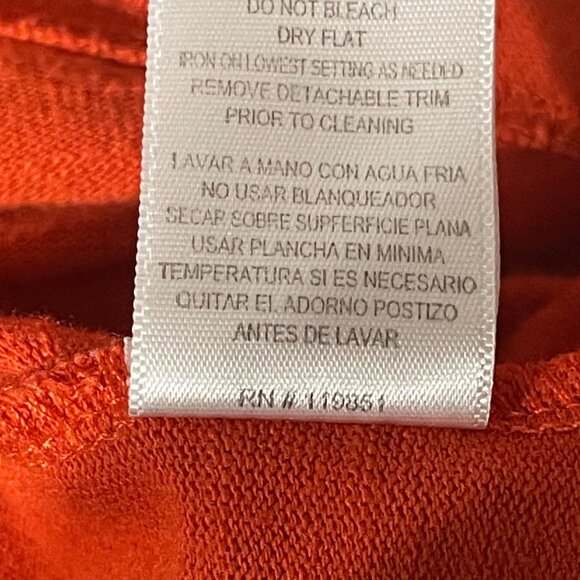 DO NOT BLEACH
DRY FLAT
IRON ON LOWEST SETTING AS NEEDED
REMOVE DETACHABLE TRIM
PRIOR TO CLEANING
LAVAR A MANO CON AGUA FRIA
NO USAR BLANQUEADOR
SECAR SOBRE SUPFERFICIE PLANA
USAR PLANCHA EN MINIMA
TEMPERATURA SI ES NECESARIO
QUITAR EL ADORNO POSTIZO
ANTES DE LAVAR
RN # 119851